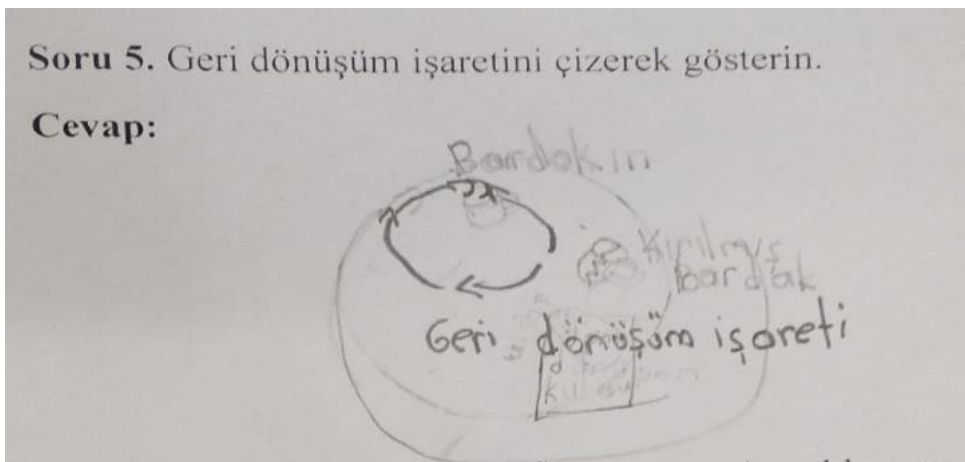 Soru 5. Geri dönüşüm işaretini çizerek gösterin.
Cevap:
Bardakın
Kırılmış
bardak
Geri dönüşüm işareti